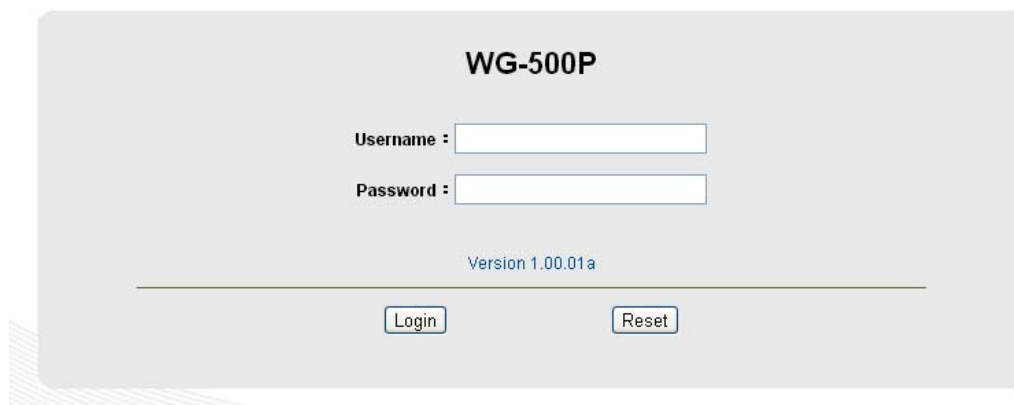 WG-500P
Username :
Password :
Version 1.00.01a
Login Reset